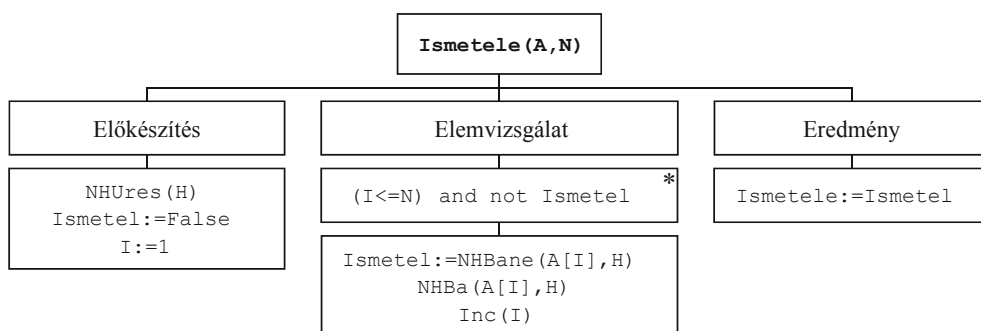 Ismetele(A,N)
Előkészítés
NHUres(H)
Ismetel:=False
I:=1
Elemvizsgálat
(I<=N) and not Ismetel *
Ismetel:=NHBane(A[I],H)
NHBa(A[I],H)
Inc(I)
Eredmény
Ismetele:=Ismetel